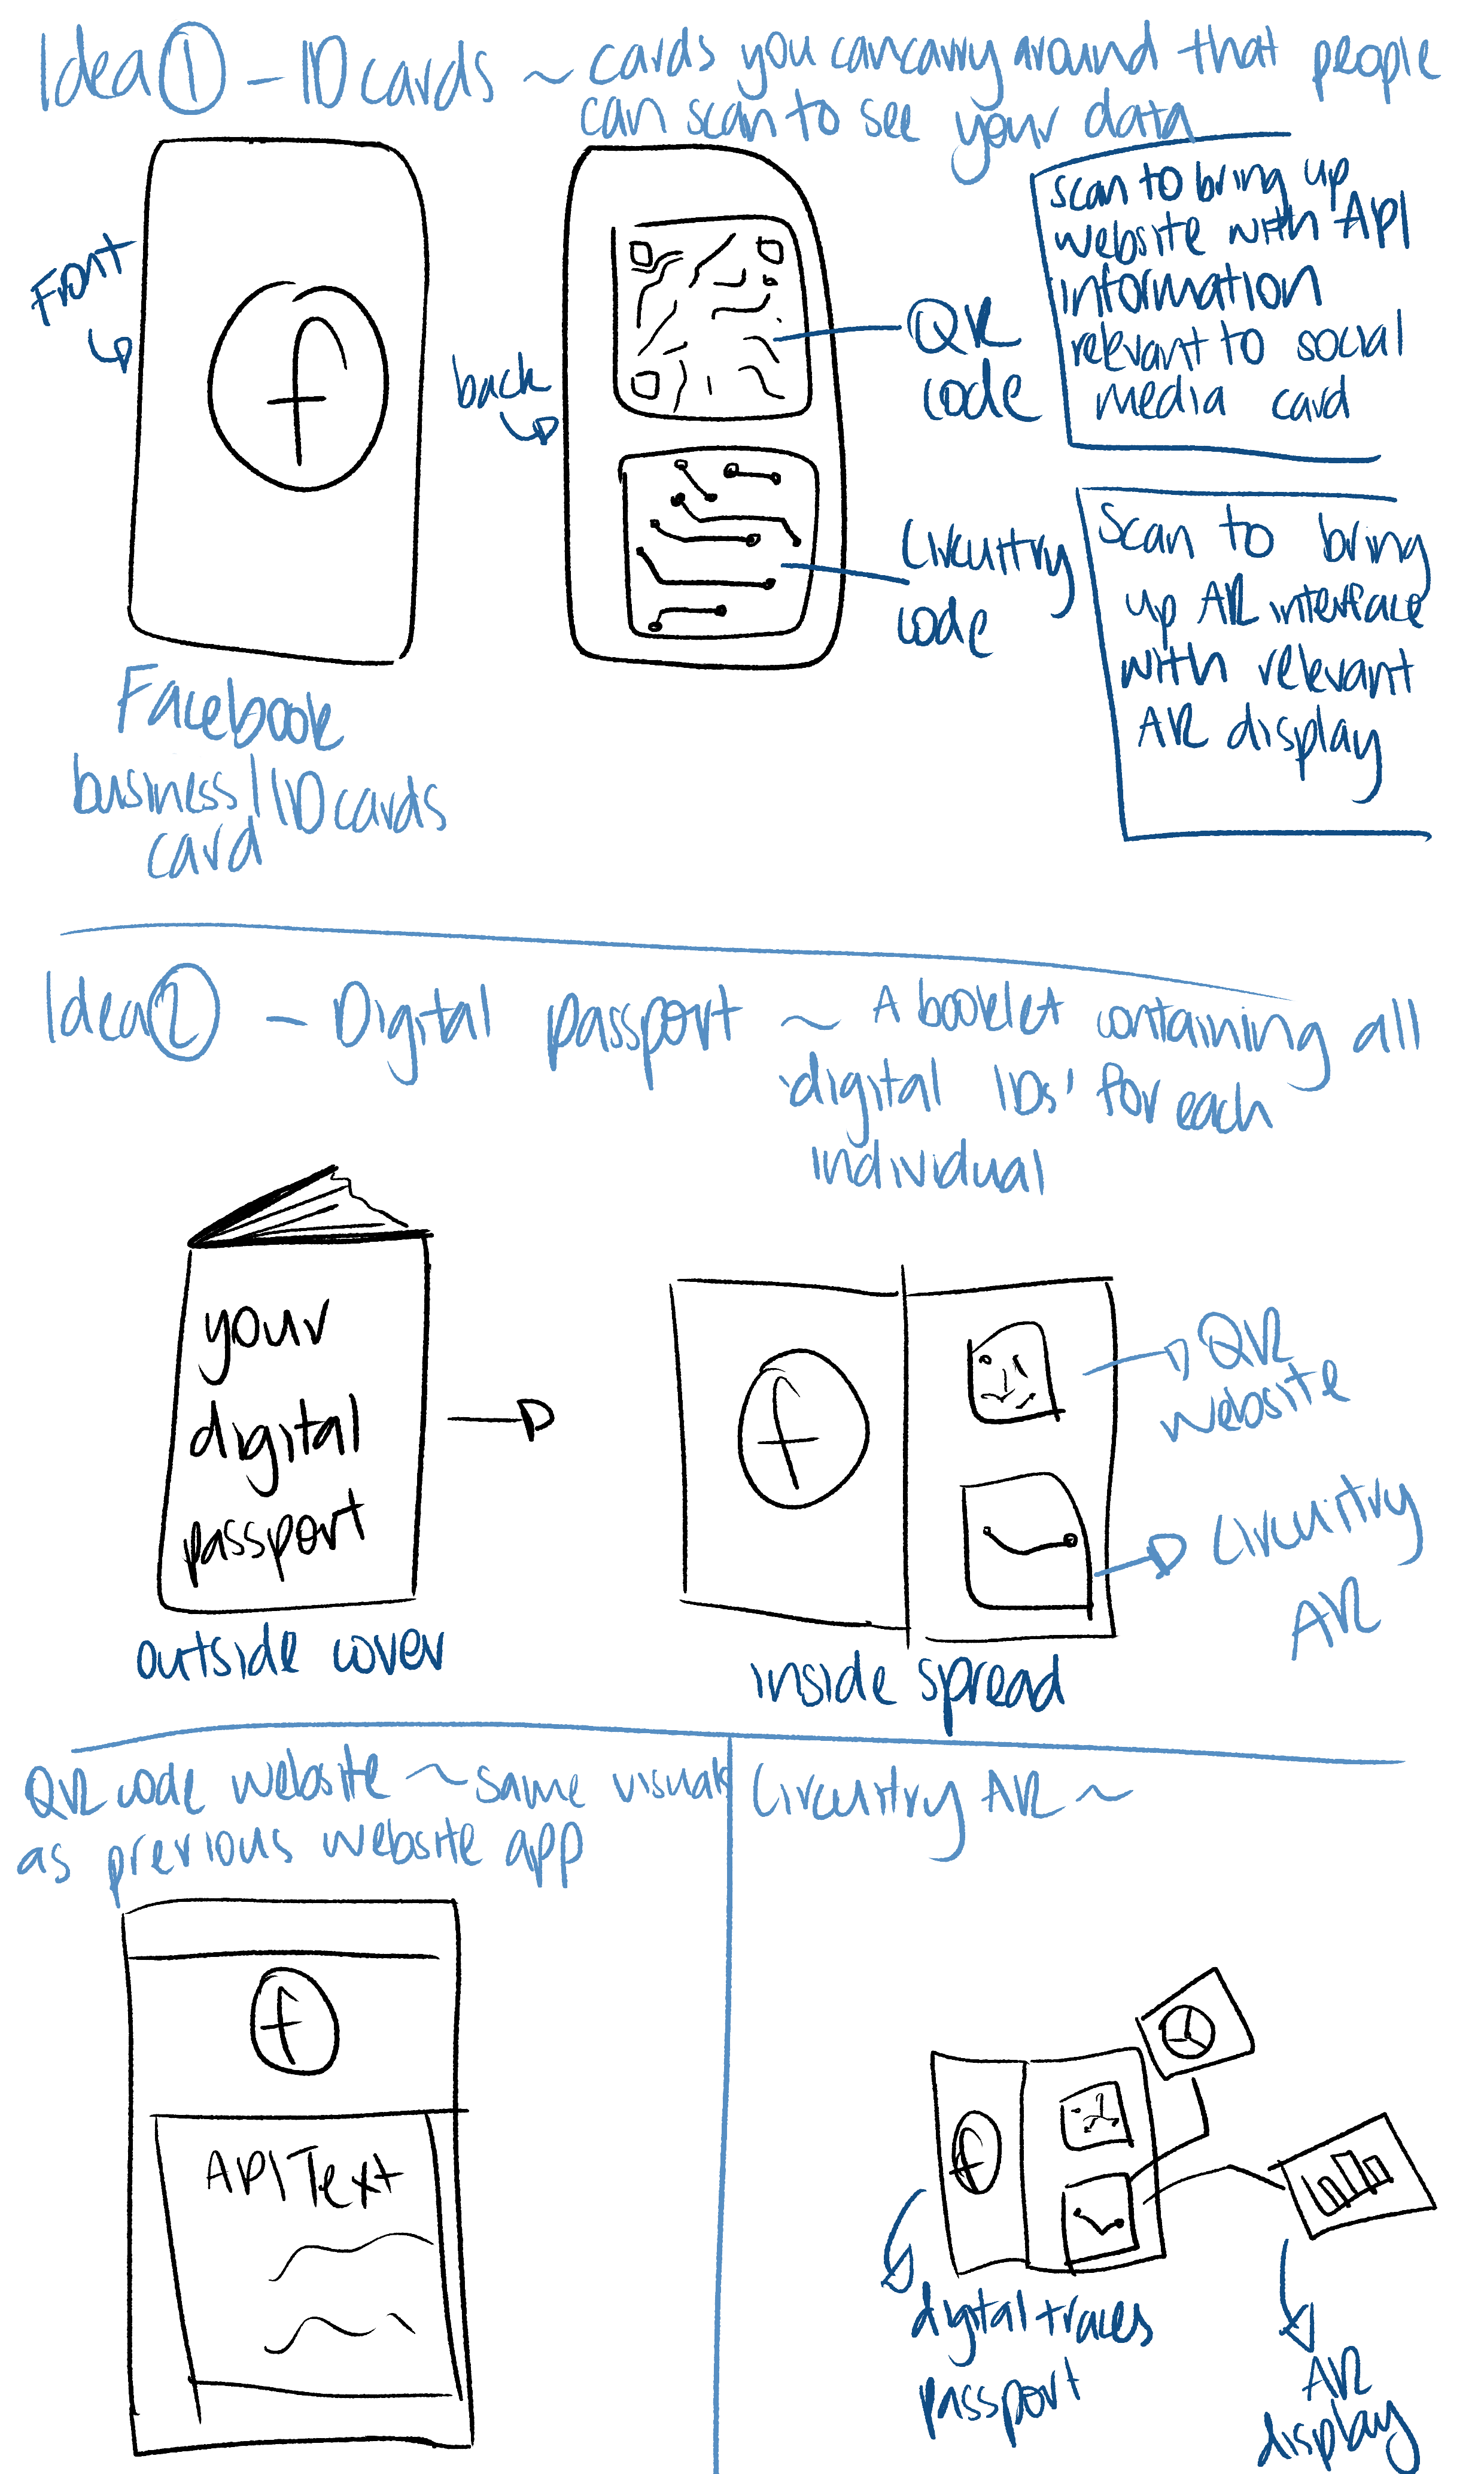 Idea ① - ID cards ~ cards you can carry around that people
can scan to see your data
Front
f
back
QR
code
Circuitry
code
scan to bring up
website with API
information
relevant to social
media card
Scan to bring
up AR interface
with relevant
AR display
Facebook
business/ID cards
card
Idea ② - Digital passport ~ A booklet containing all
'digital IDs' for each
individual
your
digital
passport
outside cover
f
QR
website
Circuitry
AR
inside spread
QR code website ~ same visuals
as previous website app
f
API Text
Circuitry AR ~
f
digital traces
passport
AR
display